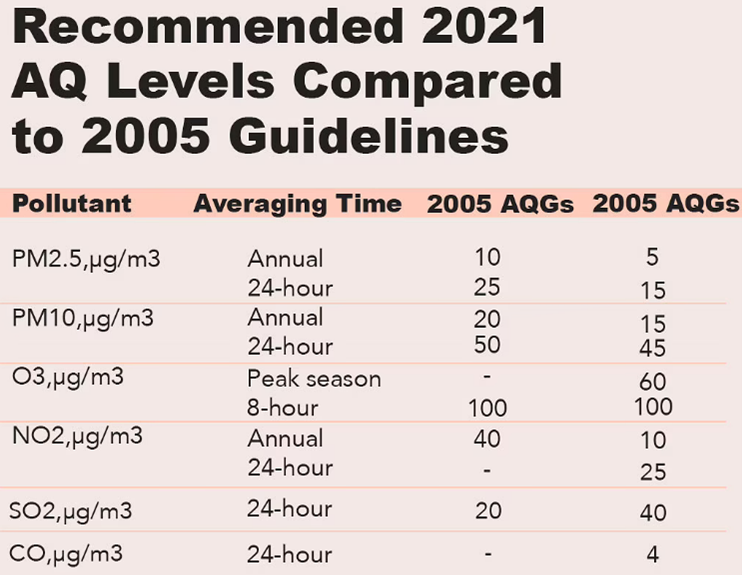 Recommended 2021
AQ Levels Compared
to 2005 Guidelines
Pollutant Averaging Time 2005 AQGs 2005 AQGs
PM2.5,µg/m3 Annual 10 5
24-hour 25 15
PM10,µg/m3 Annual 20 15
24-hour 50 45
O3,µg/m3 Peak season - 60
8-hour 100 100
NO2,µg/m3 Annual 40 10
24-hour - 25
SO2,µg/m3 24-hour 20 40
CO,µg/m3 24-hour - 4